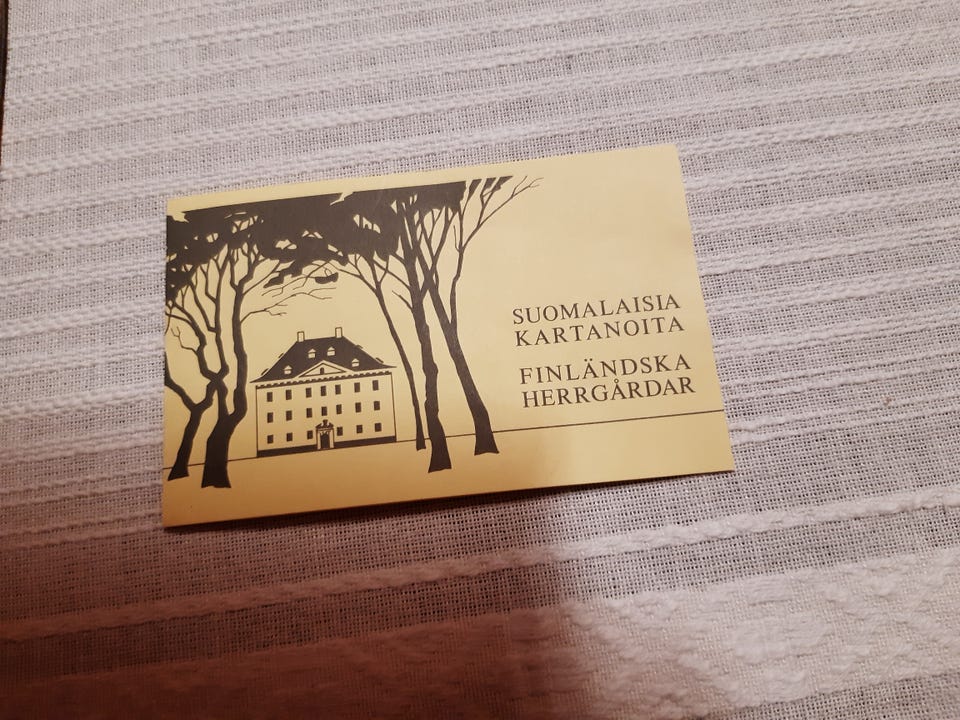 SUOMALAISIA
KARTANOITA
FINLÄNDSKA
HERRGÅRDAR